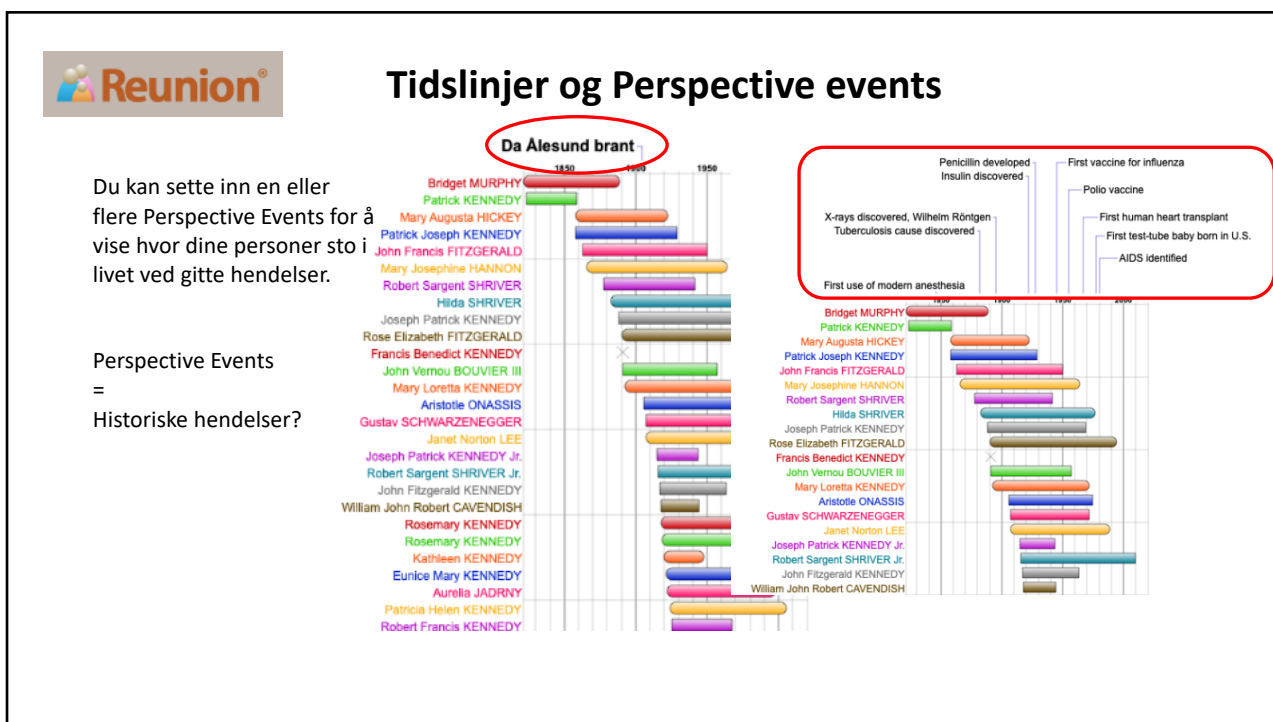 Reunion®
Tidslinjer og Perspective events
Du kan sette inn en eller
flere Perspective Events for å
vise hvor dine personer sto i
livet ved gitte hendelser.
Perspective Events
=
Historiske hendelser?
Da Ålesund brant
1850 1900 1950
Bridget MURPHY
Patrick KENNEDY
Mary Augusta HICKEY
Patrick Joseph KENNEDY
John Francis FITZGERALD
Mary Josephine HANNON
Robert Sargent SHRIVER
Hilda SHRIVER
Joseph Patrick KENNEDY
Rose Elizabeth FITZGERALD
Francis Benedict KENNEDY
John Vernou BOUVIER III
Mary Loretta KENNEDY
Aristotle ONASSIS
Gustav SCHWARZENEGGER
Janet Norton LEE
Joseph Patrick KENNEDY Jr.
Robert Sargent SHRIVER Jr.
John Fitzgerald KENNEDY
William John Robert CAVENDISH
Rosemary KENNEDY
Rosemary KENNEDY
Kathleen KENNEDY
Eunice Mary KENNEDY
Aurelia JADRNY
Patricia Helen KENNEDY
Robert Francis KENNEDY
Penicillin developed
First vaccine for influenza
Insulin discovered
Polio vaccine
X-rays discovered, Wilhelm Röntgen
First human heart transplant
Tuberculosis cause discovered
First test-tube baby born in U.S.
AIDS identified
First use of modern anesthesia
1850 1900 1950 2000
Bridget MURPHY
Patrick KENNEDY
Mary Augusta HICKEY
Patrick Joseph KENNEDY
John Francis FITZGERALD
Mary Josephine HANNON
Robert Sargent SHRIVER
Hilda SHRIVER
Joseph Patrick KENNEDY
Rose Elizabeth FITZGERALD
Francis Benedict KENNEDY
John Vernou BOUVIER III
Mary Loretta KENNEDY
Aristotle ONASSIS
Gustav SCHWARZENEGGER
Janet Norton LEE
Joseph Patrick KENNEDY Jr.
Robert Sargent SHRIVER Jr.
John Fitzgerald KENNEDY
William John Robert CAVENDISH